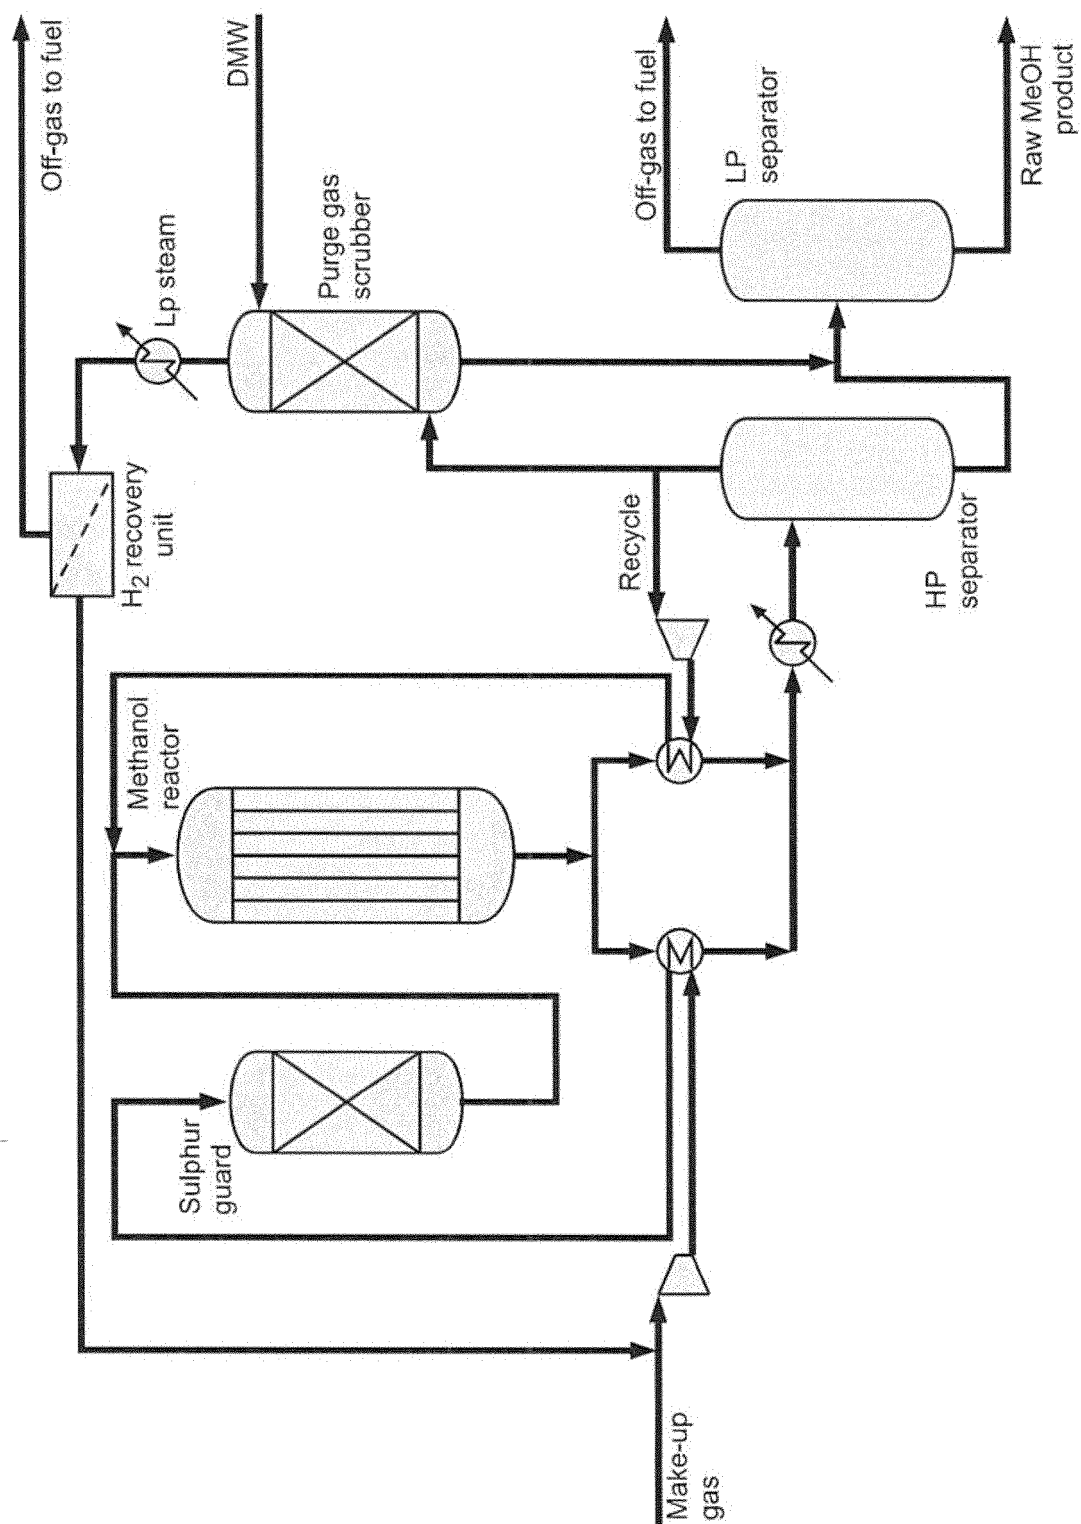 Off-gas to fuel
DMW
Lp steam
Purge gas
scrubber
Off-gas to fuel
LP
separator
Raw MeOH
product
H2 recovery
unit
Recycle
HP
separator
Methanol
reactor
Sulphur
guard
Make-up
gas